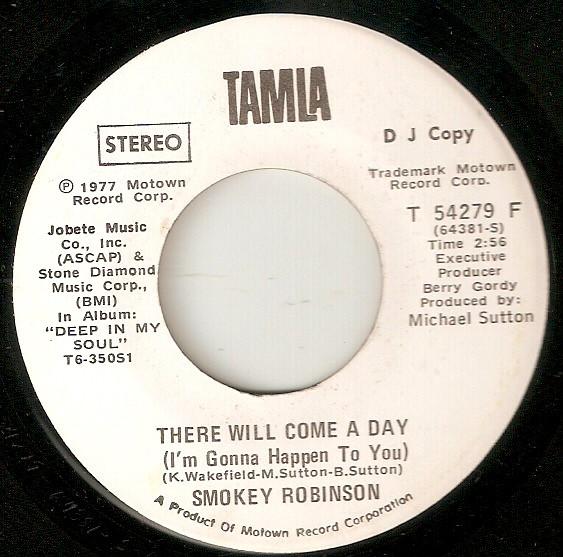 TAMLA
STEREO
D J Copy
℗ 1977 Motown
Record Corp.
Trademark Motown
Record Corp.
Jobete Music
Co., Inc.
(ASCAP) &
Stone Diamond
Music Corp.,
(BMI)
In Album:
"DEEP IN MY
SOUL"
T6-350S1
T 54279 F
(64381-S)
Time 2:56
Executive
Producer
Berry Gordy
Produced by:
Michael Sutton
THERE WILL COME A DAY
(I'm Gonna Happen To You)
(K.Wakefield-M.Sutton-B.Sutton)
SMOKEY ROBINSON
A Product Of Motown Record Corporation